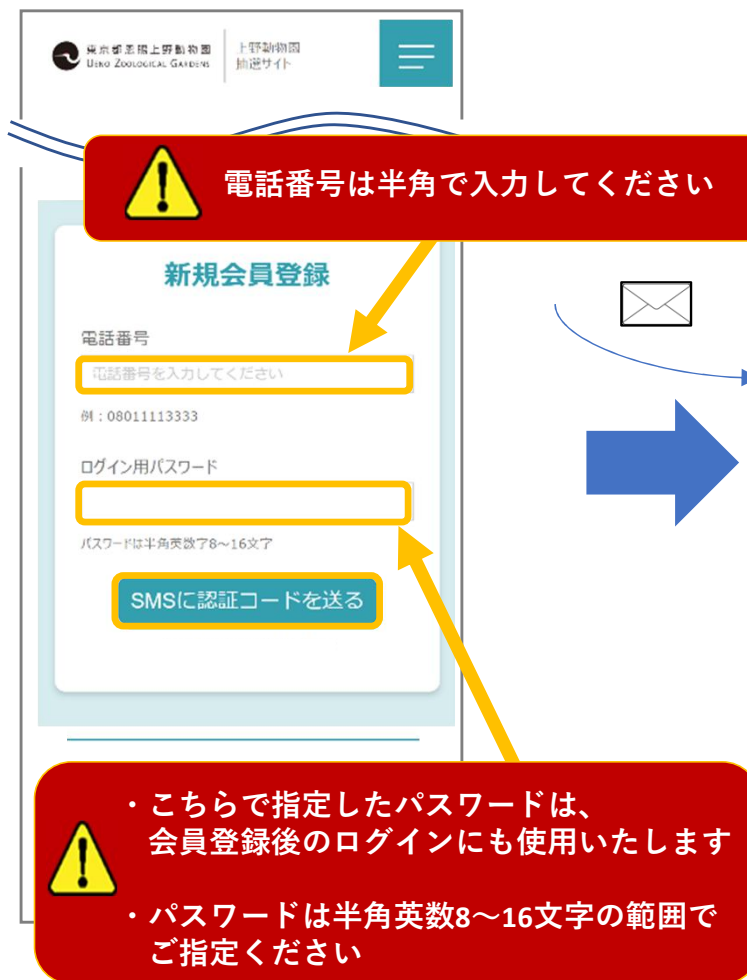 東京都恩賜上野動物園
UENO ZOOLOGICAL GARDENS
上野動物園
抽選サイト
電話番号は半角で入力してください
新規会員登録
電話番号
電話番号を入力してください
例：08011113333
ログイン用パスワード
パスワードは半角英数字8～16文字
SMSに認証コードを送る
・こちらで指定したパスワードは、
会員登録後のログインにも使用いたします
・パスワードは半角英数8～16文字の範囲で
ご指定ください